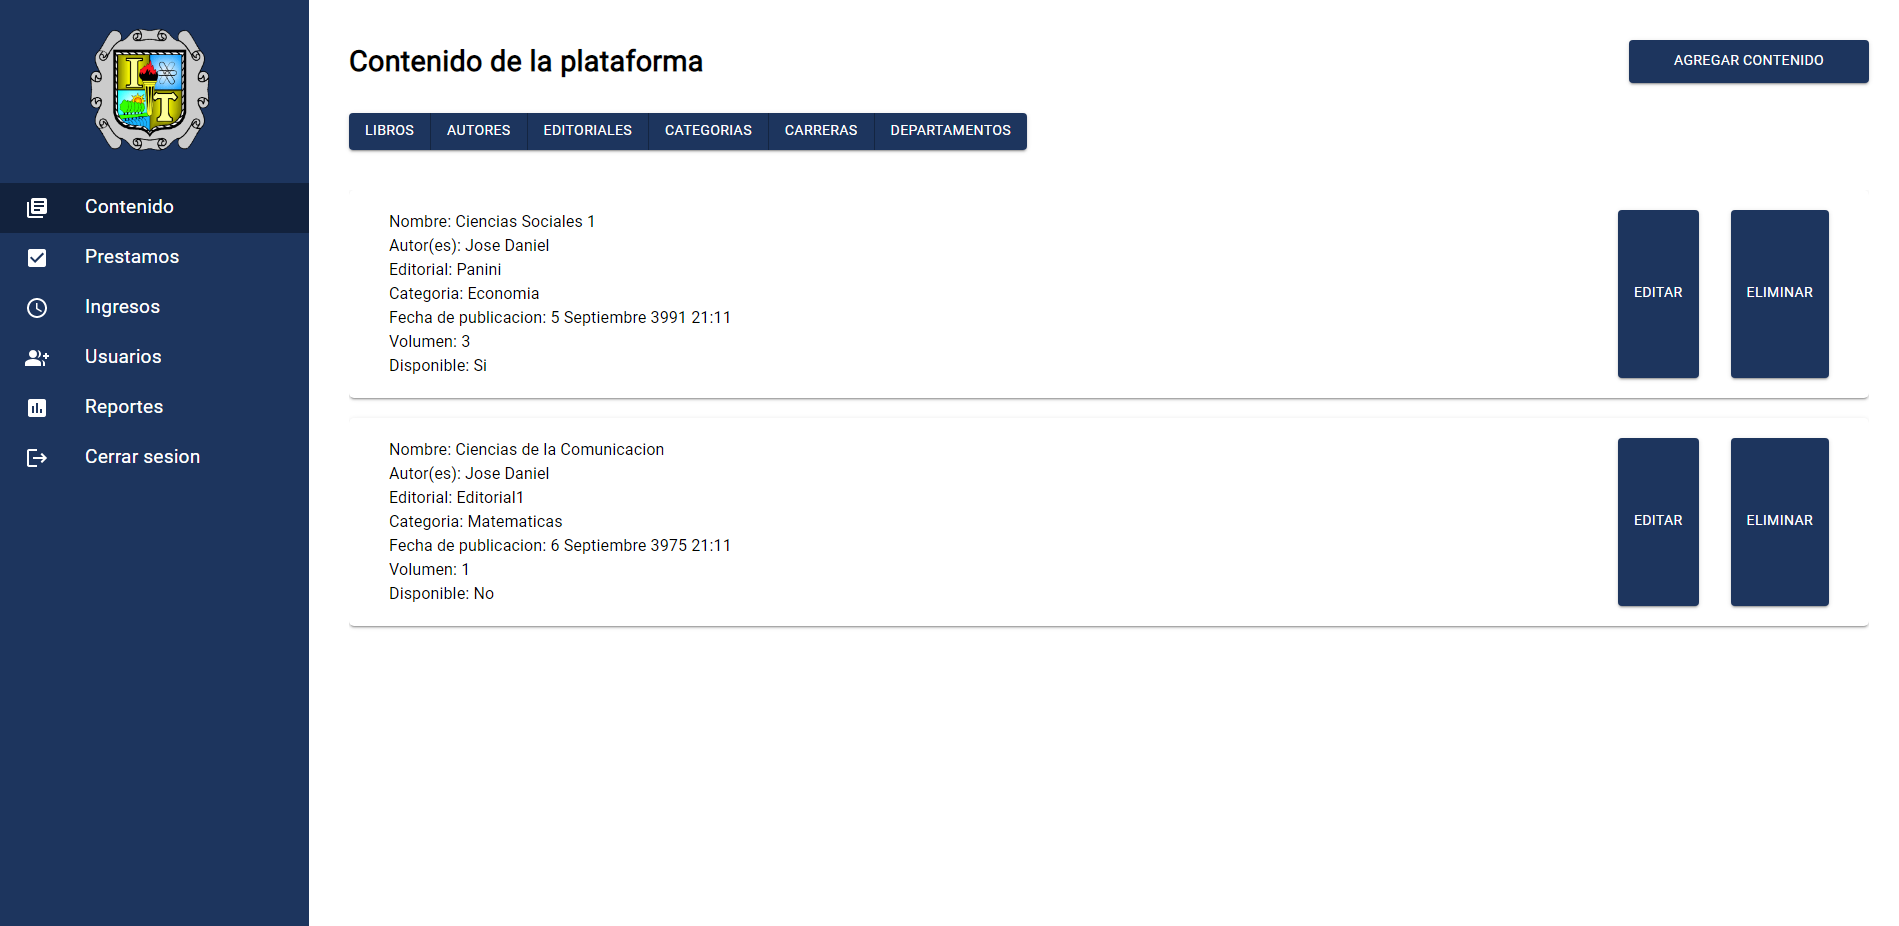 I T
Contenido
Prestamos
Ingresos
Usuarios
Reportes
Cerrar sesion
Contenido de la plataforma
AGREGAR CONTENIDO
LIBROS AUTORES EDITORIALES CATEGORIAS CARRERAS DEPARTAMENTOS
Nombre: Ciencias Sociales 1
Autor(es): Jose Daniel
Editorial: Panini
Categoria: Economia
Fecha de publicacion: 5 Septiembre 3991 21:11
Volumen: 3
Disponible: Si
EDITAR ELIMINAR
Nombre: Ciencias de la Comunicacion
Autor(es): Jose Daniel
Editorial: Editorial1
Categoria: Matematicas
Fecha de publicacion: 6 Septiembre 3975 21:11
Volumen: 1
Disponible: No
EDITAR ELIMINAR